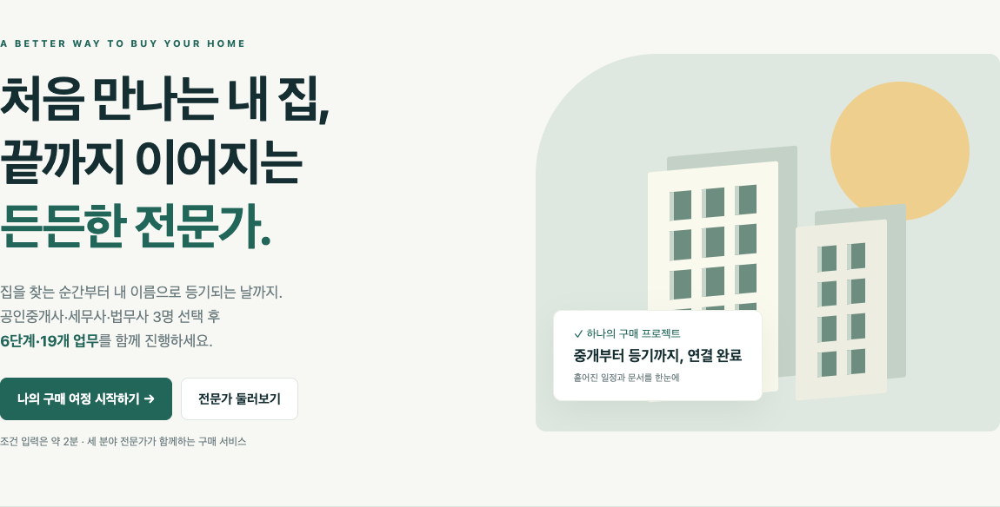 A BETTER WAY TO BUY YOUR HOME
처음 만나는 내 집,
끝까지 이어지는
든든한 전문가.
집을 찾는 순간부터 내 이름으로 등기되는 날까지.
공인중개사·세무사·법무사 3명 선택 후
6단계·19개 업무를 함께 진행하세요.
나의 구매 여정 시작하기 →
전문가 둘러보기
조건 입력은 약 2분 · 세 분야 전문가가 함께하는 구매 서비스
✓ 하나의 구매 프로젝트
중개부터 등기까지, 연결 완료
흩어진 일정과 문서를 한눈에